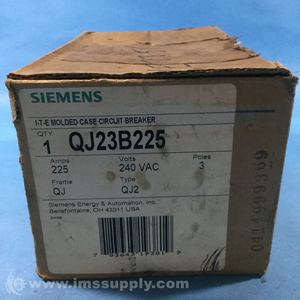 SIEMENS
I-T-E MOLDED CASE CIRCUIT BREAKER
QTY
1 QJ23B225
Amps Volts Poles
225 240 VAC 3
Frame Type
QJ QJ2
Siemens Energy & Automation, Inc.
Bellefontaine, OH 43311 USA
0411999369
© www.imssupply.com